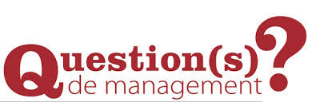 Question(s)?
de management